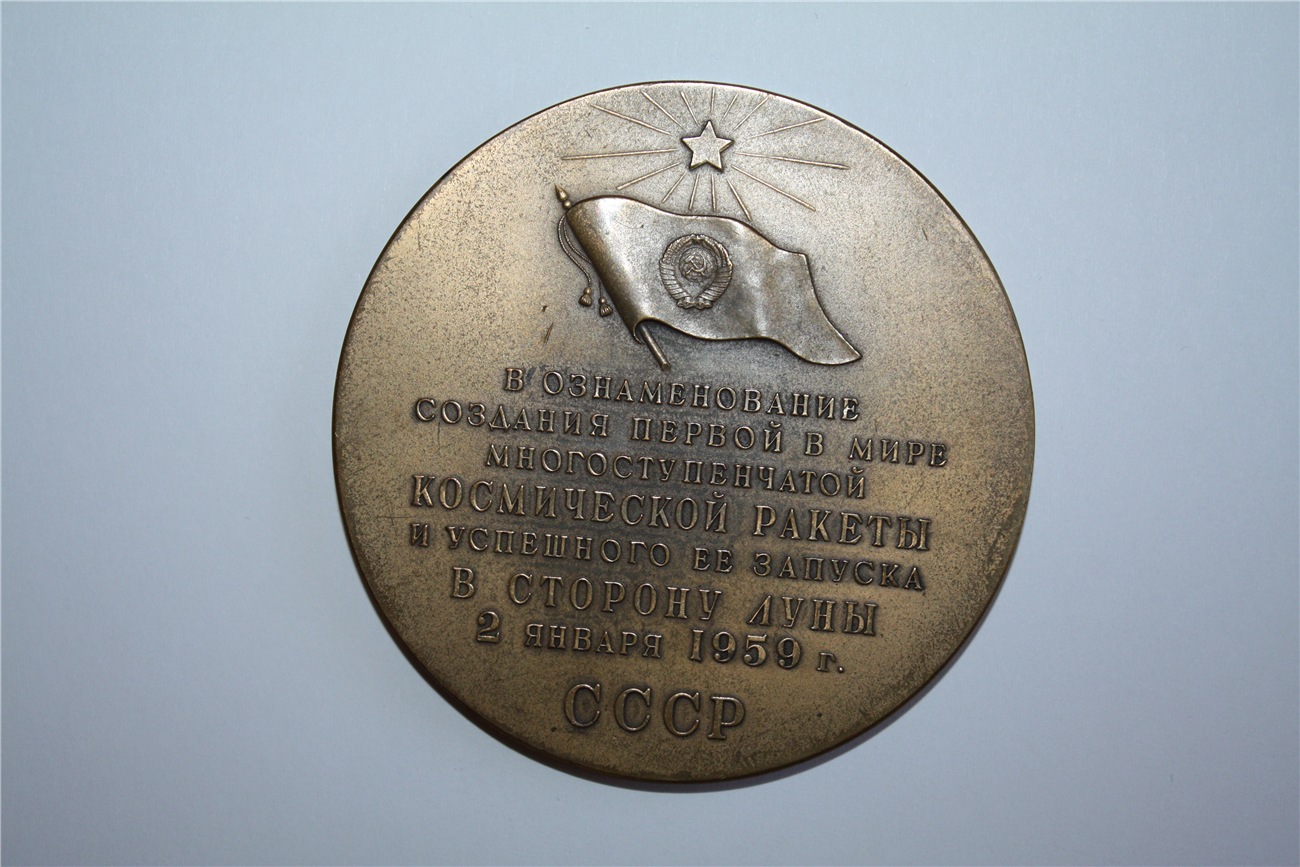 В ОЗНАМЕНОВАНИЕ
СОЗДАНИЯ ПЕРВОЙ В МИРЕ
МНОГОСТУПЕНЧАТОЙ
КОСМИЧЕСКОЙ РАКЕТЫ
И УСПЕШНОГО ЕЕ ЗАПУСКА
В СТОРОНУ ЛУНЫ
2 ЯНВАРЯ 1959 г.
СССР